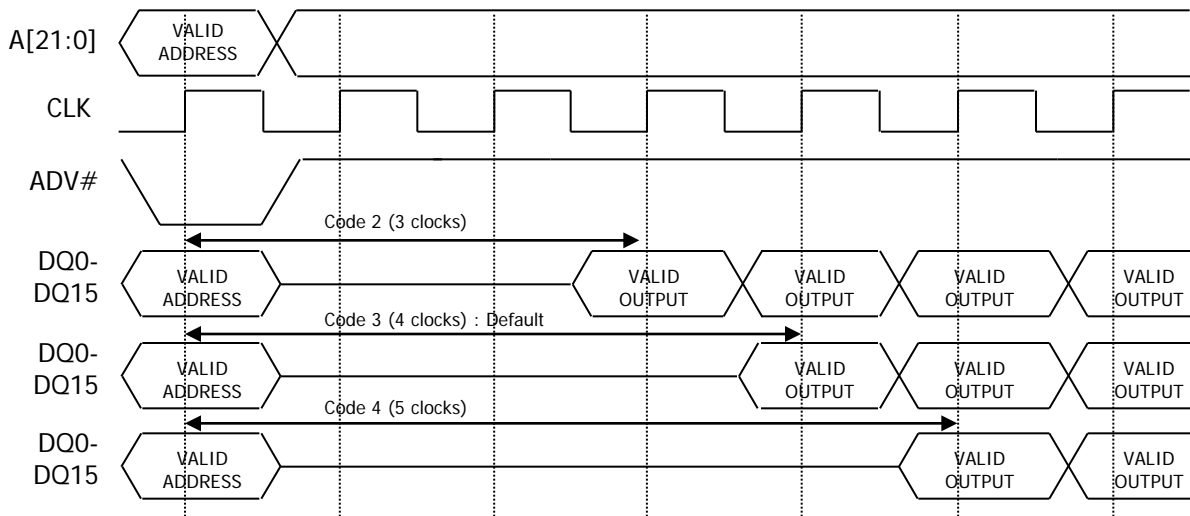 A[21:0]
VALID
ADDRESS
CLK
ADV#
Code 2 (3 clocks)
DQ0-
DQ15
VALID
ADDRESS
VALID
OUTPUT
VALID
OUTPUT
VALID
OUTPUT
VALID
OUTPUT
Code 3 (4 clocks) : Default
DQ0-
DQ15
VALID
ADDRESS
VALID
OUTPUT
VALID
OUTPUT
VALID
OUTPUT
Code 4 (5 clocks)
DQ0-
DQ15
VALID
ADDRESS
VALID
OUTPUT
VALID
OUTPUT